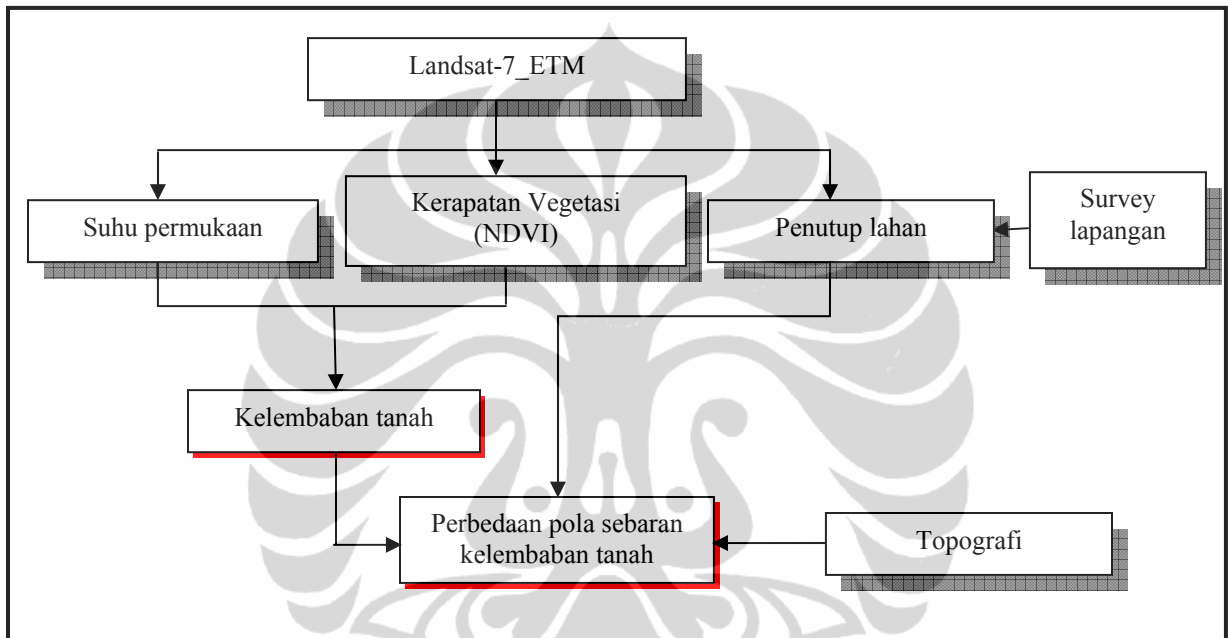 Landsat-7_ETM
Suhu permukaan
Kerapatan Vegetasi
(NDVI)
Penutup lahan
Survey
lapangan
Kelembaban tanah
Perbedaan pola sebaran
kelembaban tanah
Topografi